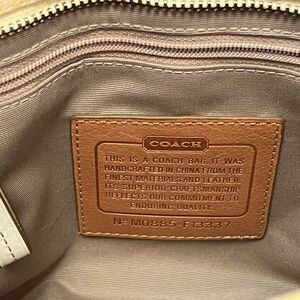 COACH
THIS IS A COACH BAG IT WAS
HANDCRAFTED IN CHINA FROM THE
FINEST MATERIALS AND LEATHER
ITS SUPERIOR CRAFTSMANSHIP
REFLECTS OUR COMMITMENT TO
ENDURING QUALITY.
Nº M0885-F13337